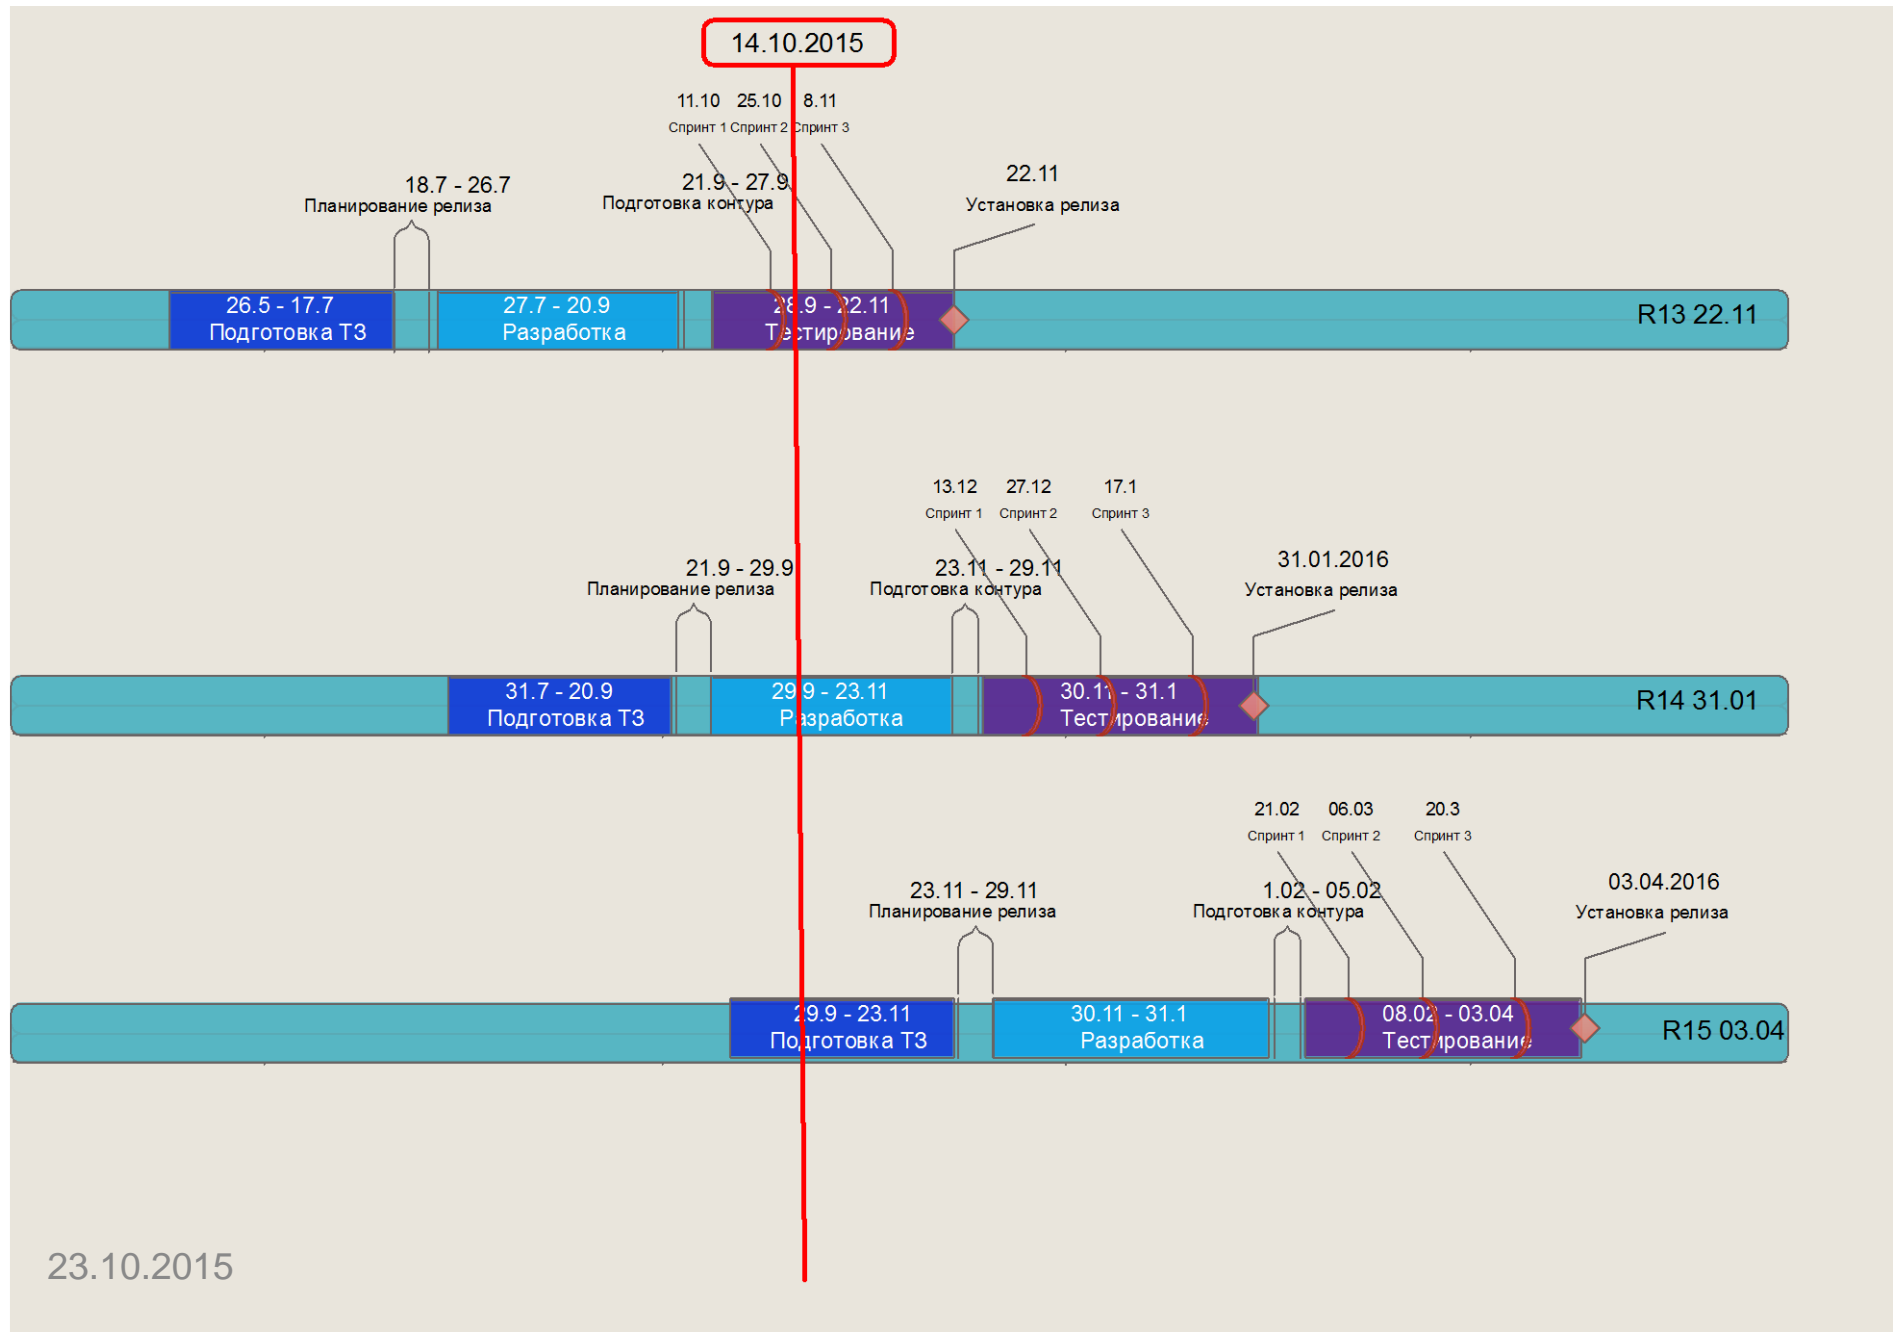 14.10.2015
11.10 25.10 8.11
Спринт 1 Спринт 2 Спринт 3
18.7 - 26.7
Планирование релиза
21.9 - 27.9
Подготовка контура
22.11
Установка релиза
26.5 - 17.7
Подготовка ТЗ
27.7 - 20.9
Разработка
28.9 - 22.11
Тестирование
R13 22.11
13.12 27.12 17.1
Спринт 1 Спринт 2 Спринт 3
21.9 - 29.9
Планирование релиза
23.11 - 29.11
Подготовка контура
31.01.2016
Установка релиза
31.7 - 20.9
Подготовка ТЗ
29.9 - 23.11
Разработка
30.11 - 31.1
Тестирование
R14 31.01
21.02 06.03 20.3
Спринт 1 Спринт 2 Спринт 3
23.11 - 29.11
Планирование релиза
1.02 - 05.02
Подготовка контура
03.04.2016
Установка релиза
29.9 - 23.11
Подготовка ТЗ
30.11 - 31.1
Разработка
08.02 - 03.04
Тестирование
R15 03.04
23.10.2015